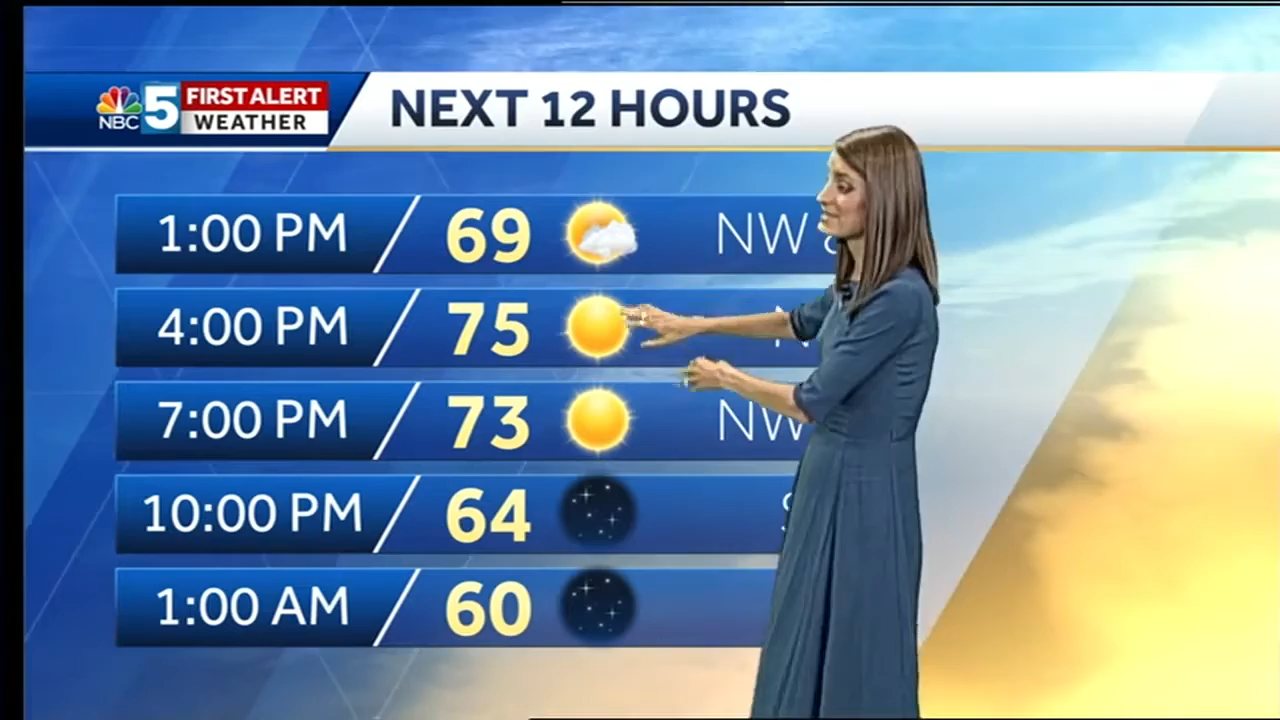 NBC 5 FIRST ALERT WEATHER
NEXT 12 HOURS
1:00 PM 69 NW
4:00 PM 75
7:00 PM 73 NW
10:00 PM 64
1:00 AM 60